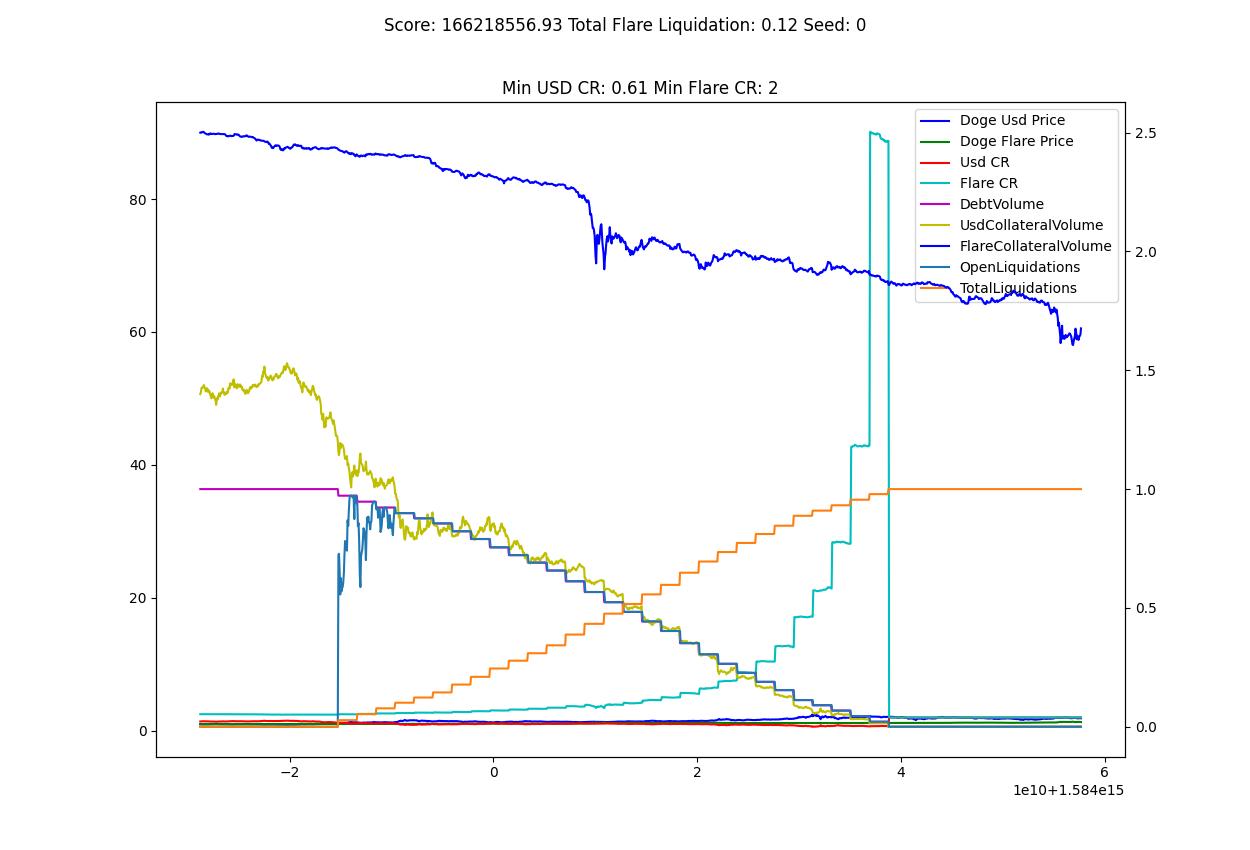 Score: 166218556.93 Total Flare Liquidation: 0.12 Seed: 0
Min USD CR: 0.61 Min Flare CR: 2
Doge Usd Price
Doge Flare Price
Usd CR
Flare CR
DebtVolume
UsdCollateralVolume
FlareCollateralVolume
OpenLiquidations
TotalLiquidations
80
60
40
20
0
2.5
2.0
1.5
1.0
0.5
0.0
−2
0
2
4
6
1e10+1.584e15